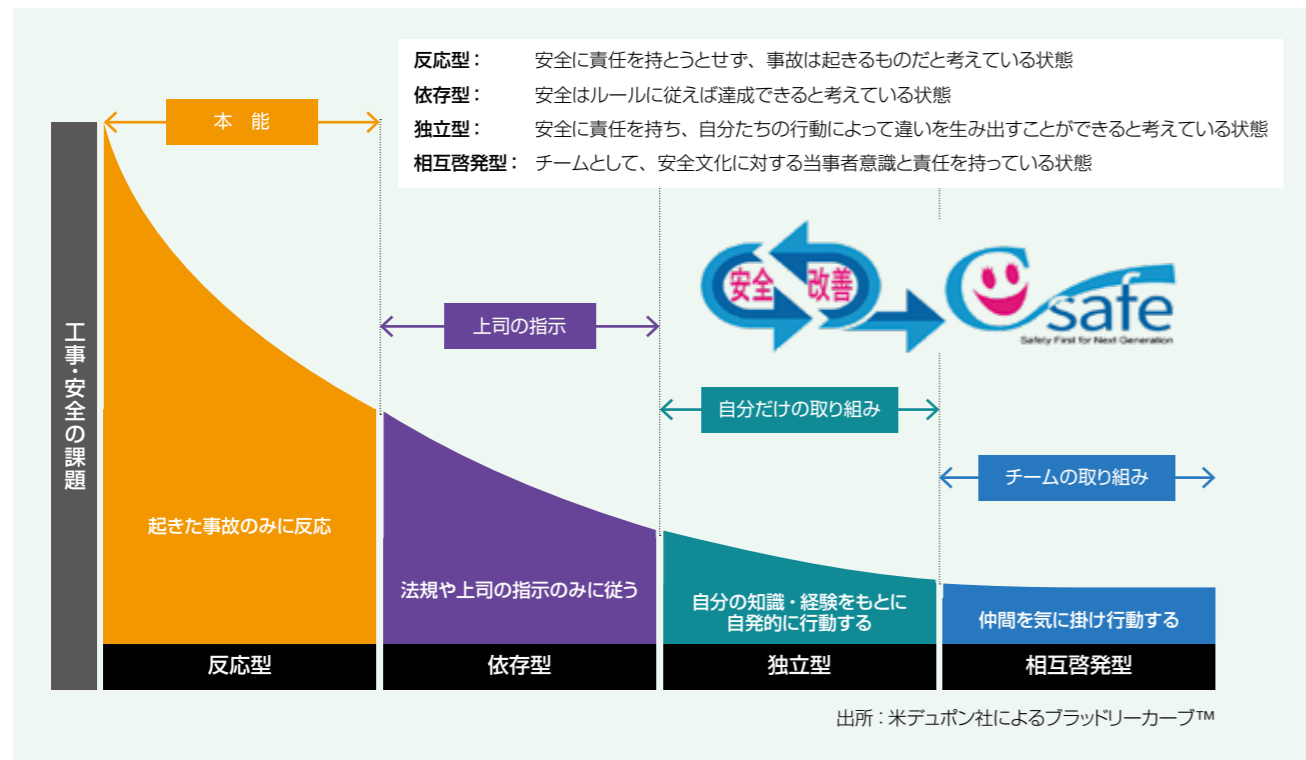 反応型： 安全に責任を持とうとせず、事故は起きるものだと考えている状態
依存型： 安全はルールに従えば達成できると考えている状態
独立型： 安全に責任を持ち、自分たちの行動によって違いを生み出すことができると考えている状態
相互啓発型： チームとして、安全文化に対する当事者意識と責任を持っている状態
本 能
工事・安全の課題
安全 改善
C safe
Safety First for Next Generation
上司の指示
自分だけの取り組み
チームの取り組み
起きた事故のみに反応
法規や上司の指示のみに従う
自分の知識・経験をもとに
自発的に行動する
仲間を気に掛け行動する
反応型
依存型
独立型
相互啓発型
出所：米デュポン社によるブラッドリーカーブ™